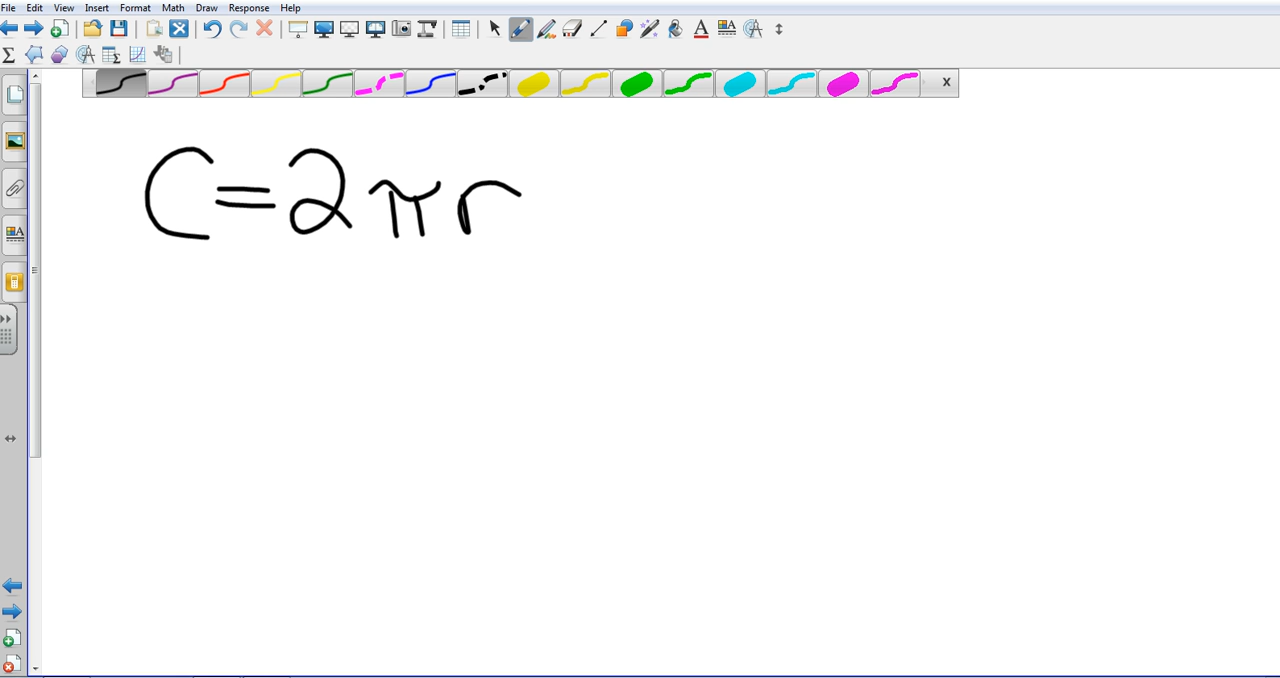 File Edit View Insert Format Math Draw Response Help
x
C=2πr